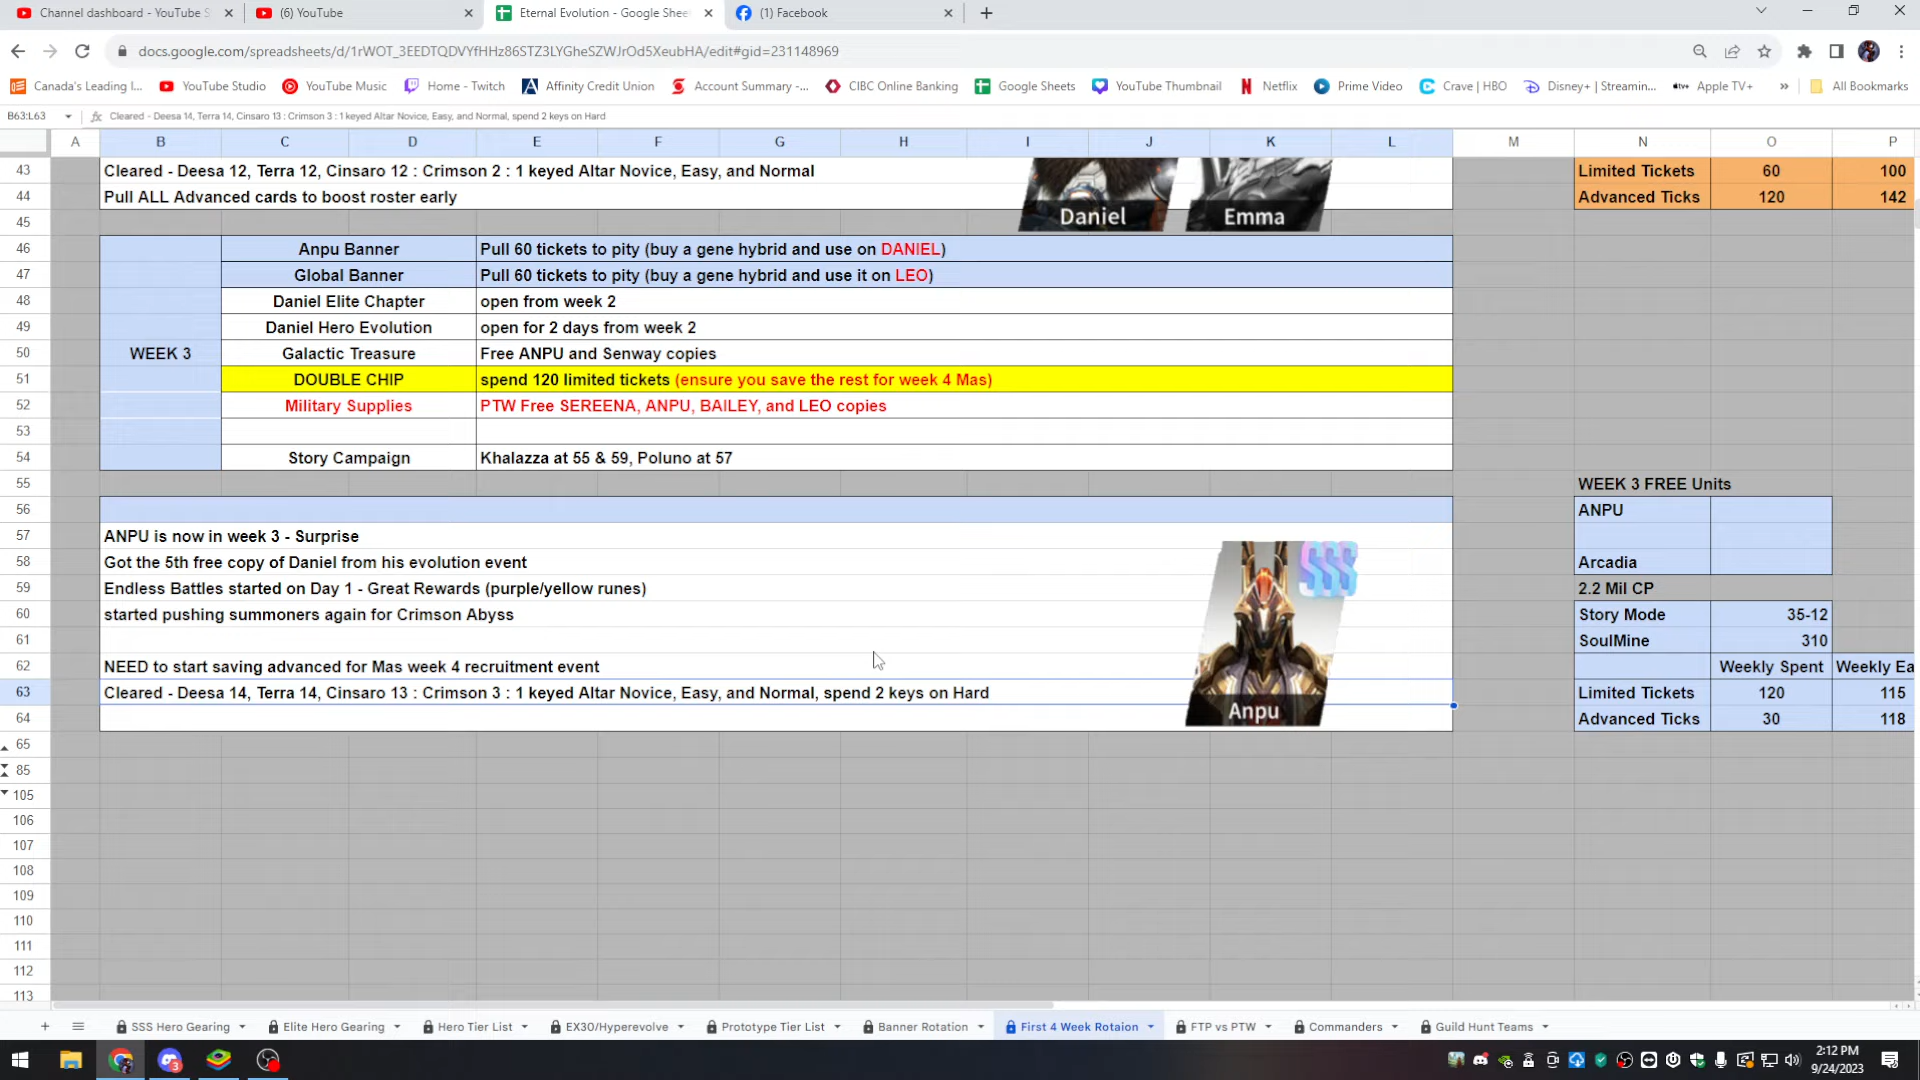 Channel dashboard - YouTube S
(6) YouTube
Eternal Evolution - Google Shee
(1) Facebook
docs.google.com/spreadsheets/d/1rWOT_3EEDTQDVYfHHz86STZ3LYGheSZWJrOd5XeubHA/edit#gid=231148969
Canada's Leading I... YouTube Studio YouTube Music Home - Twitch Affinity Credit Union Account Summary -... CIBC Online Banking Google Sheets YouTube Thumbnail Netflix Prime Video Crave | HBO Disney+ | Streamin... Apple TV+ » All Bookmarks
B63:L63 fx Cleared - Deesa 14, Terra 14, Cinsaro 13 : Crimson 3 : 1 keyed Altar Novice, Easy, and Normal, spend 2 keys on Hard
A B C D E F G H I J K L M N O P
43 Cleared - Deesa 12, Terra 12, Cinsaro 12 : Crimson 2 : 1 keyed Altar Novice, Easy, and Normal Limited Tickets 60 100
44 Pull ALL Advanced cards to boost roster early Advanced Ticks 120 142
Daniel Emma
45
46 Anpu Banner Pull 60 tickets to pity (buy a gene hybrid and use on DANIEL)
47 Global Banner Pull 60 tickets to pity (buy a gene hybrid and use it on LEO)
48 Daniel Elite Chapter open from week 2
49 Daniel Hero Evolution open for 2 days from week 2
50 WEEK 3 Galactic Treasure Free ANPU and Senway copies
51 DOUBLE CHIP spend 120 limited tickets (ensure you save the rest for week 4 Mas)
52 Military Supplies PTW Free SEREENA, ANPU, BAILEY, and LEO copies
53
54 Story Campaign Khalazza at 55 & 59, Poluno at 57
55 WEEK 3 FREE Units
56 ANPU
57 ANPU is now in week 3 - Surprise
58 Got the 5th free copy of Daniel from his evolution event SSS Arcadia
59 Endless Battles started on Day 1 - Great Rewards (purple/yellow runes) 2.2 Mil CP
60 started pushing summoners again for Crimson Abyss Story Mode 35-12
61 SoulMine 310
62 NEED to start saving advanced for Mas week 4 recruitment event Weekly Spent Weekly Ea
63 Cleared - Deesa 14, Terra 14, Cinsaro 13 : Crimson 3 : 1 keyed Altar Novice, Easy, and Normal, spend 2 keys on Hard Limited Tickets 120 115
64 Anpu Advanced Ticks 30 118
65
85
105
106
107
108
109
110
111
112
113
SSS Hero Gearing Elite Hero Gearing Hero Tier List EX30/Hyperevolve Prototype Tier List Banner Rotation First 4 Week Rotaion FTP vs PTW Commanders Guild Hunt Teams
2:12 PM
9/24/2023